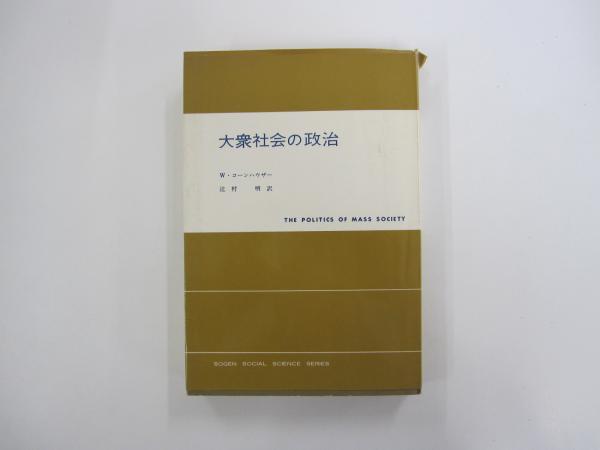 大衆社会の政治
W・コーンハウザー
辻村 明 訳
THE POLITICS OF MASS SOCIETY
SOGEN SOCIAL SCIENCE SERIES